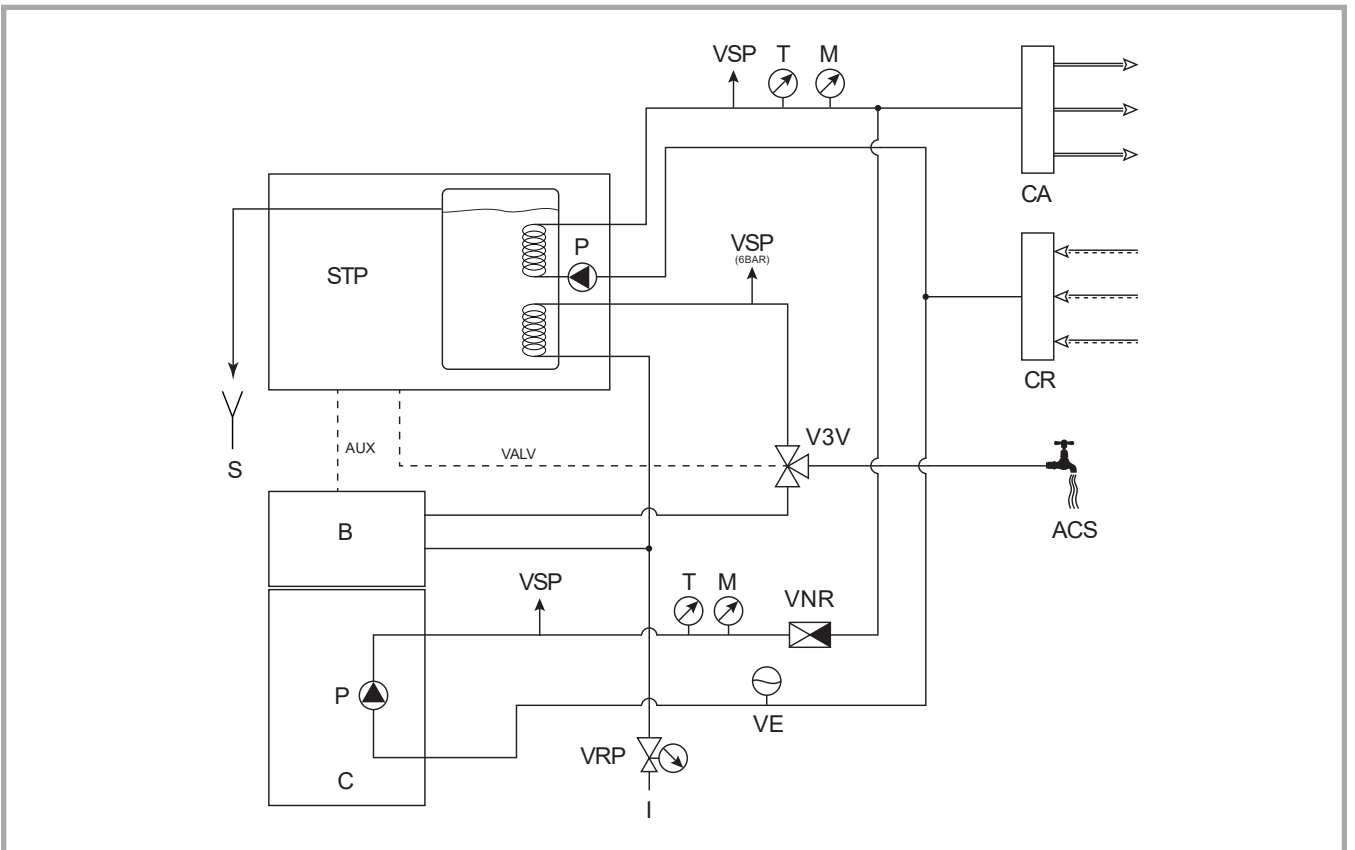 VSP T M
CA
P
VSP
(6BAR)
STP
CR
V3V
AUX
VALV
S
ACS
B
VSP
T M
VNR
P
VE
VRP
C
I